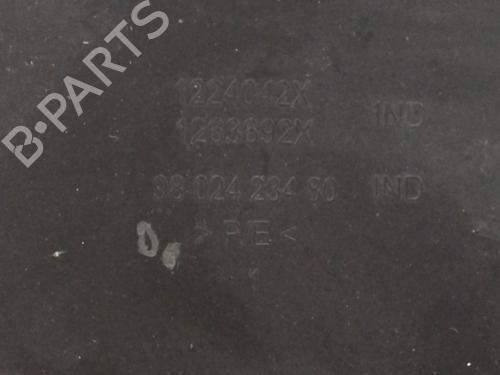 B-PARTS
1224042X
1263692X IND
98 024 234 80 IND
>PE<